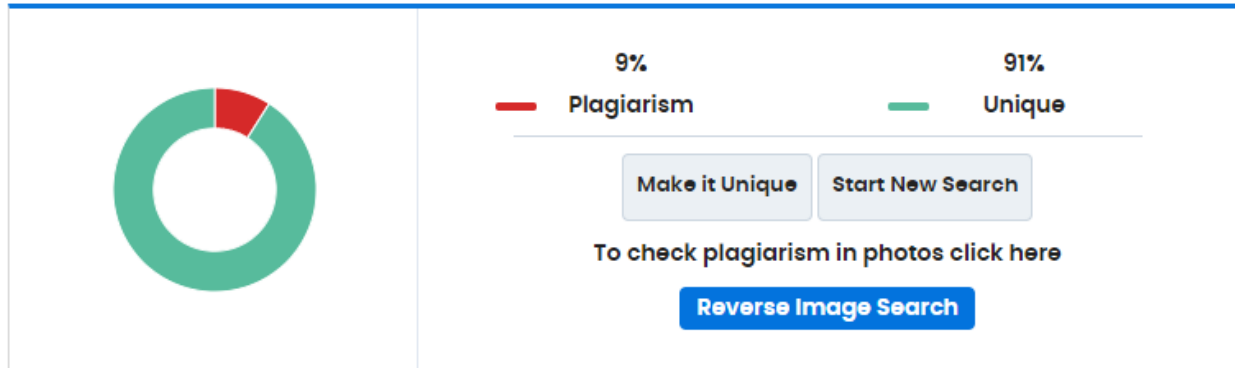 9%
91%
Plagiarism
Unique
Make it Unique
Start New Search
To check plagiarism in photos click here
Reverse Image Search